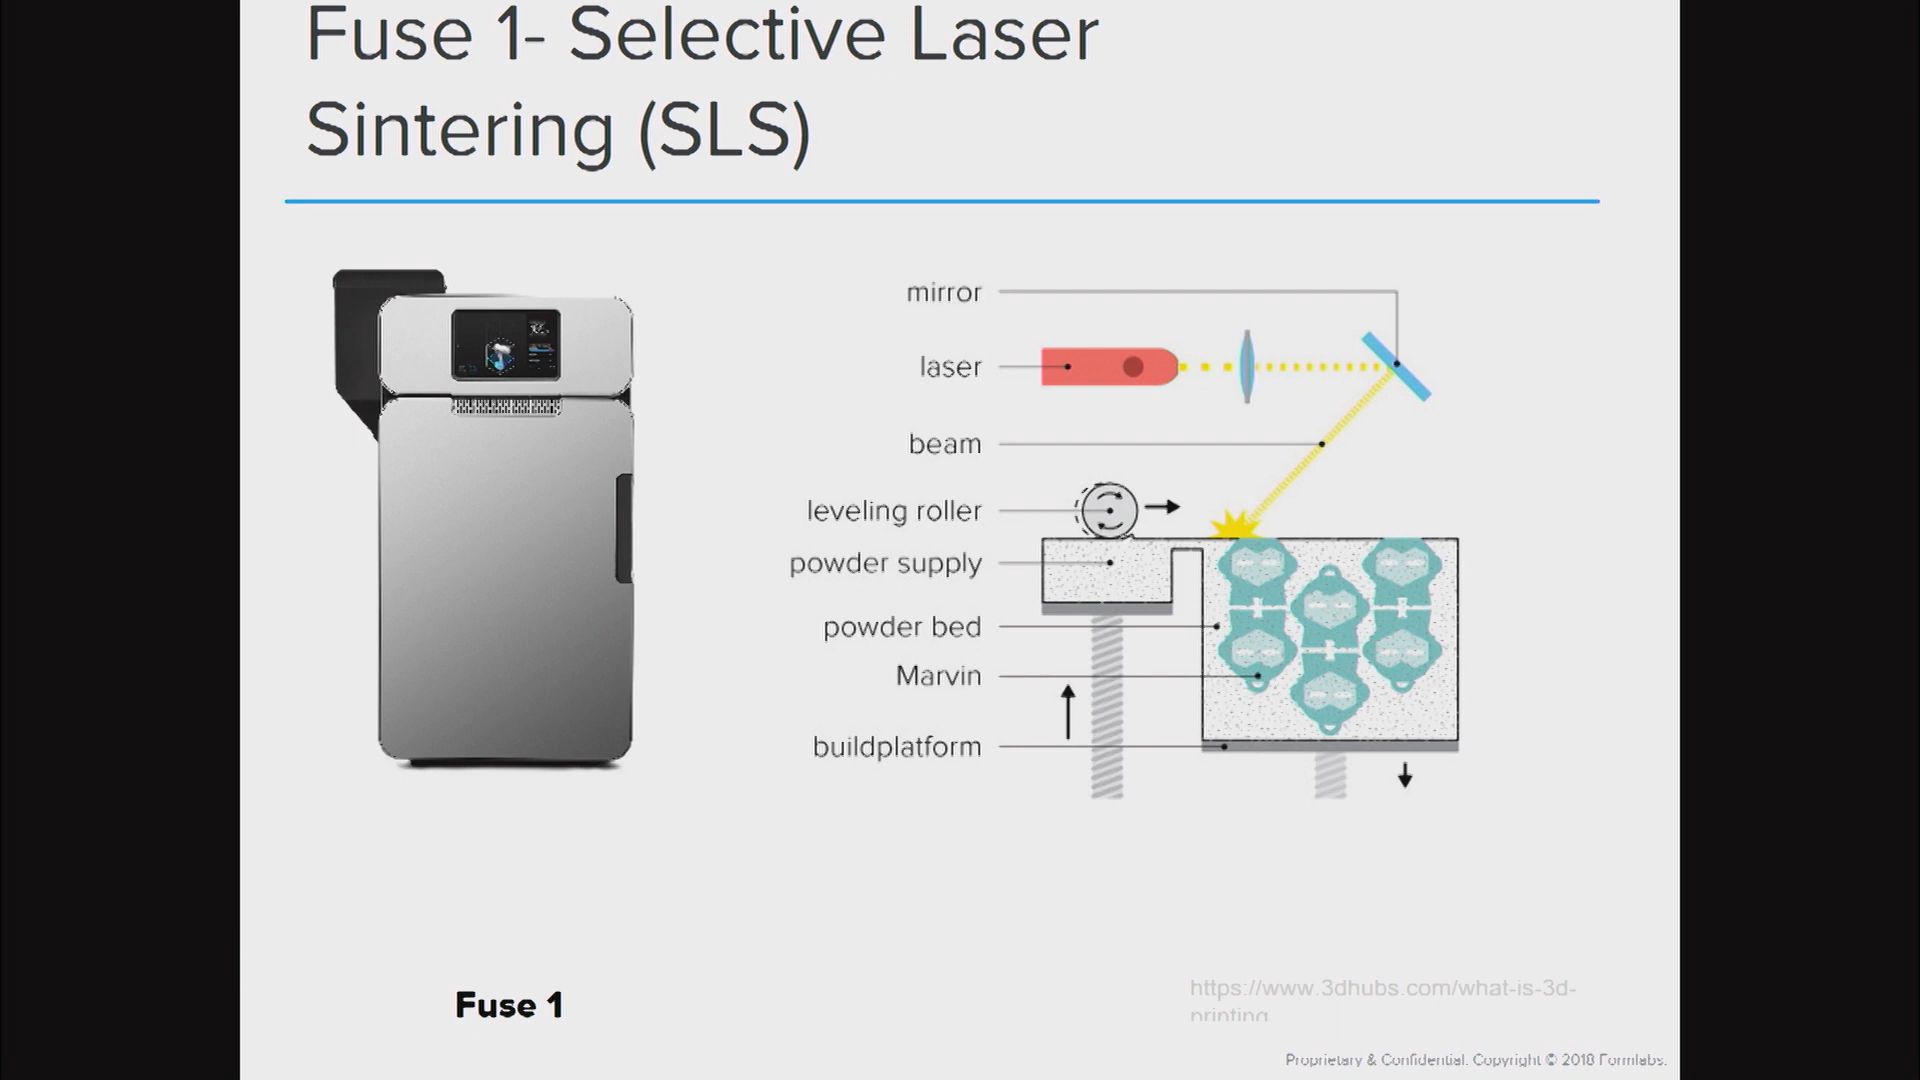 Fuse 1- Selective Laser
Sintering (SLS)
mirror
laser
beam
leveling roller
powder supply
powder bed
Marvin
buildplatform
Fuse 1
https://www.3dhubs.com/what-is-3d-
printing
Proprietary & Confidential. Copyright © 2018 Formlabs.